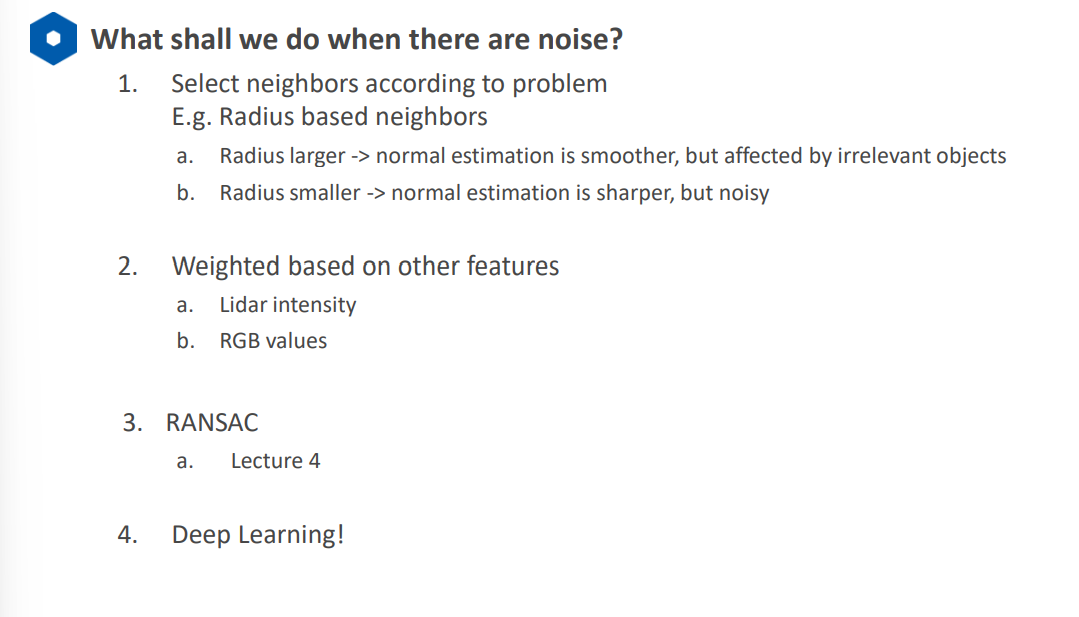 What shall we do when there are noise?
1. Select neighbors according to problem
E.g. Radius based neighbors
a. Radius larger -> normal estimation is smoother, but affected by irrelevant objects
b. Radius smaller -> normal estimation is sharper, but noisy
2. Weighted based on other features
a. Lidar intensity
b. RGB values
3. RANSAC
a. Lecture 4
4. Deep Learning!